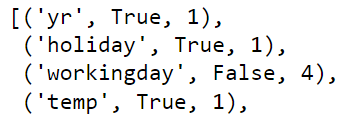 [('yr', True, 1),
('holiday', True, 1),
('workingday', False, 4),
('temp', True, 1),